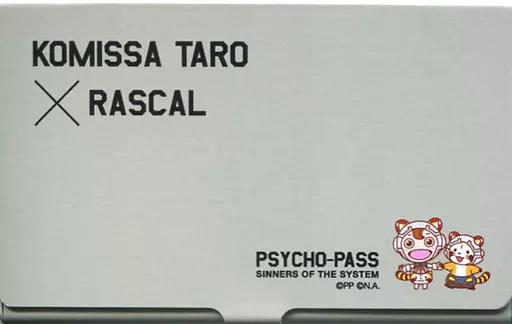 KOMISSA TARO
× RASCAL
PSYCHO-PASS
SINNERS OF THE SYSTEM
©PP ©N.A.